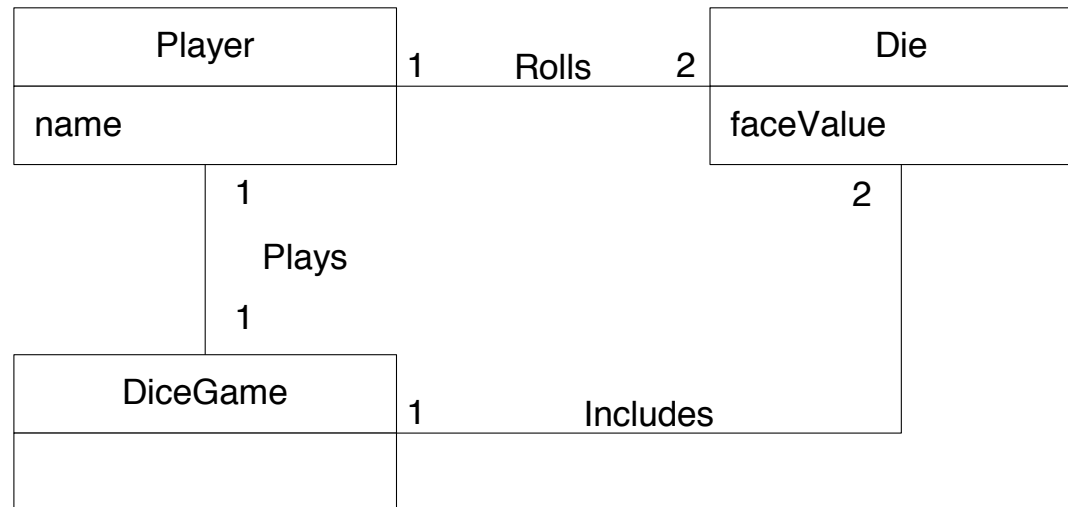 Player
Die
1 Rolls 2
name
faceValue
1
2
Plays
1
DiceGame
1 Includes